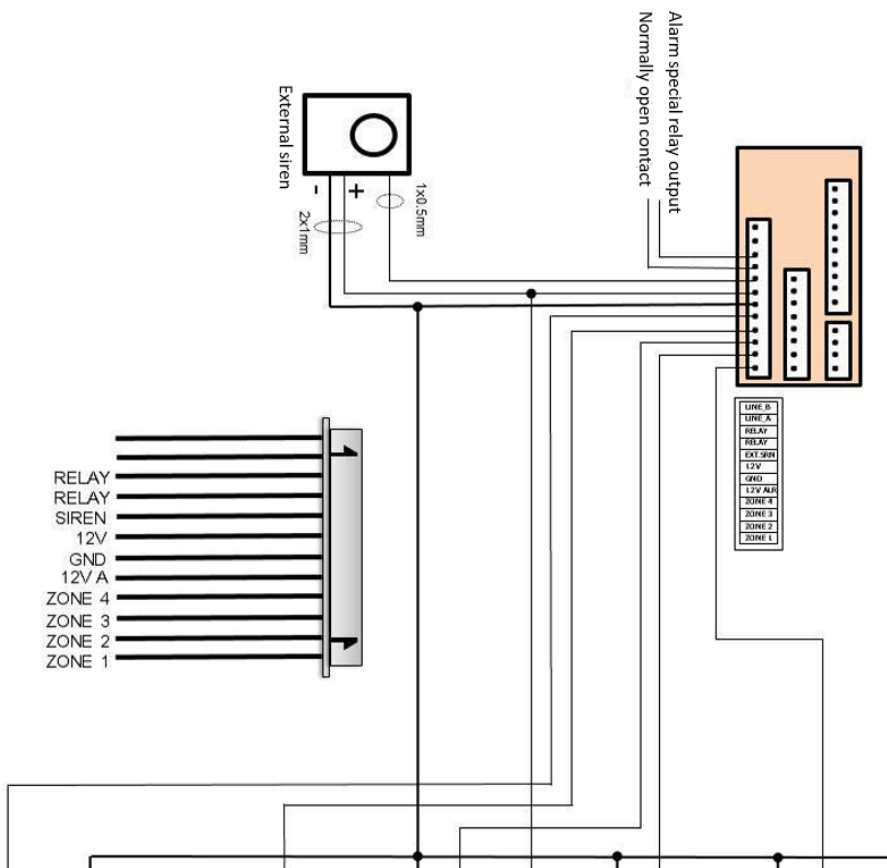 Alarm special relay output
Normally open contact
External siren
-
+
1x0.5mm
2x1mm
LINE_B
LINE_A
RELAY
RELAY
EXT.SRN
12V
GND
12V ALR
ZONE 4
ZONE 3
ZONE 2
ZONE 1
RELAY
RELAY
SIREN
12V
GND
12V A
ZONE 4
ZONE 3
ZONE 2
ZONE 1